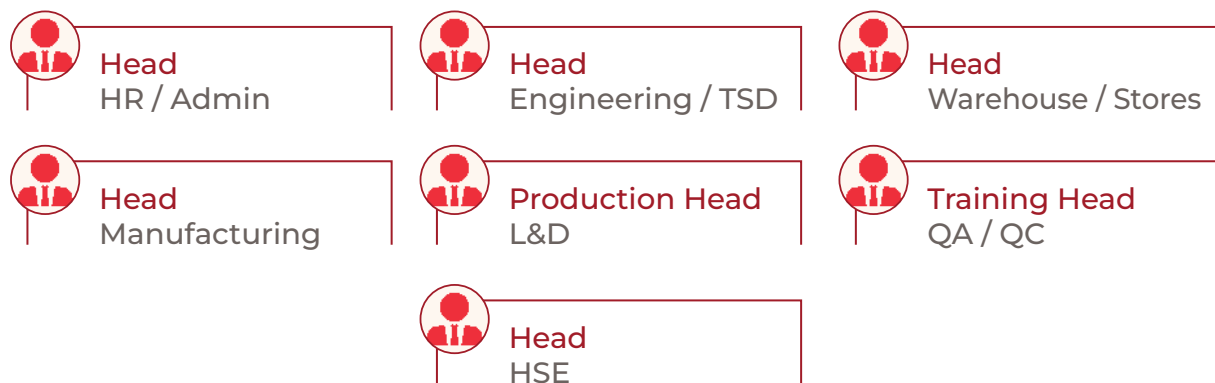 Head
HR / Admin
Head
Engineering / TSD
Head
Warehouse / Stores
Head
Manufacturing
Production Head
L&D
Training Head
QA / QC
Head
HSE